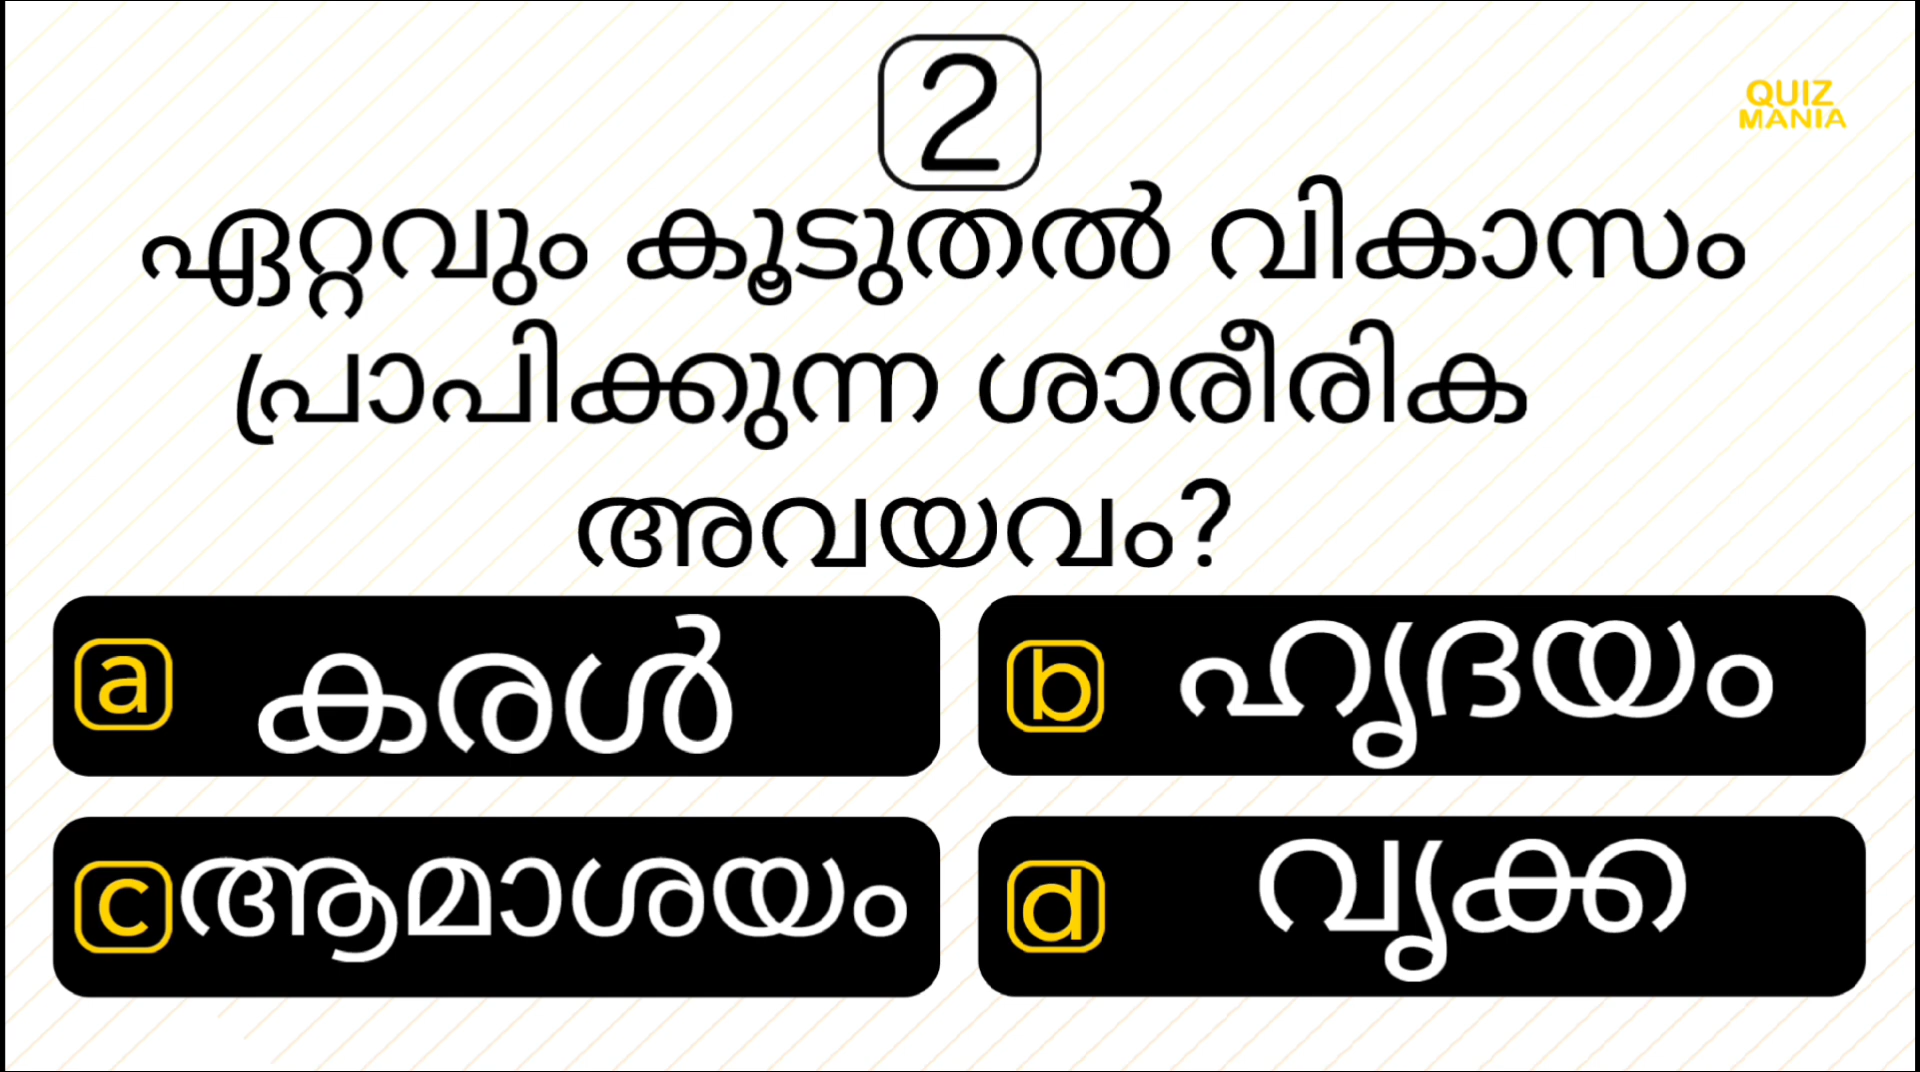 2
QUIZ
MANIA
ഏറ്റവും കൂടുതൽ വികാസം
പ്രാപിക്കുന്ന ശാരീരിക
അവയവം?
a കരൾ
b ഹൃദയം
c ആമാശയം
d വൃക്ക